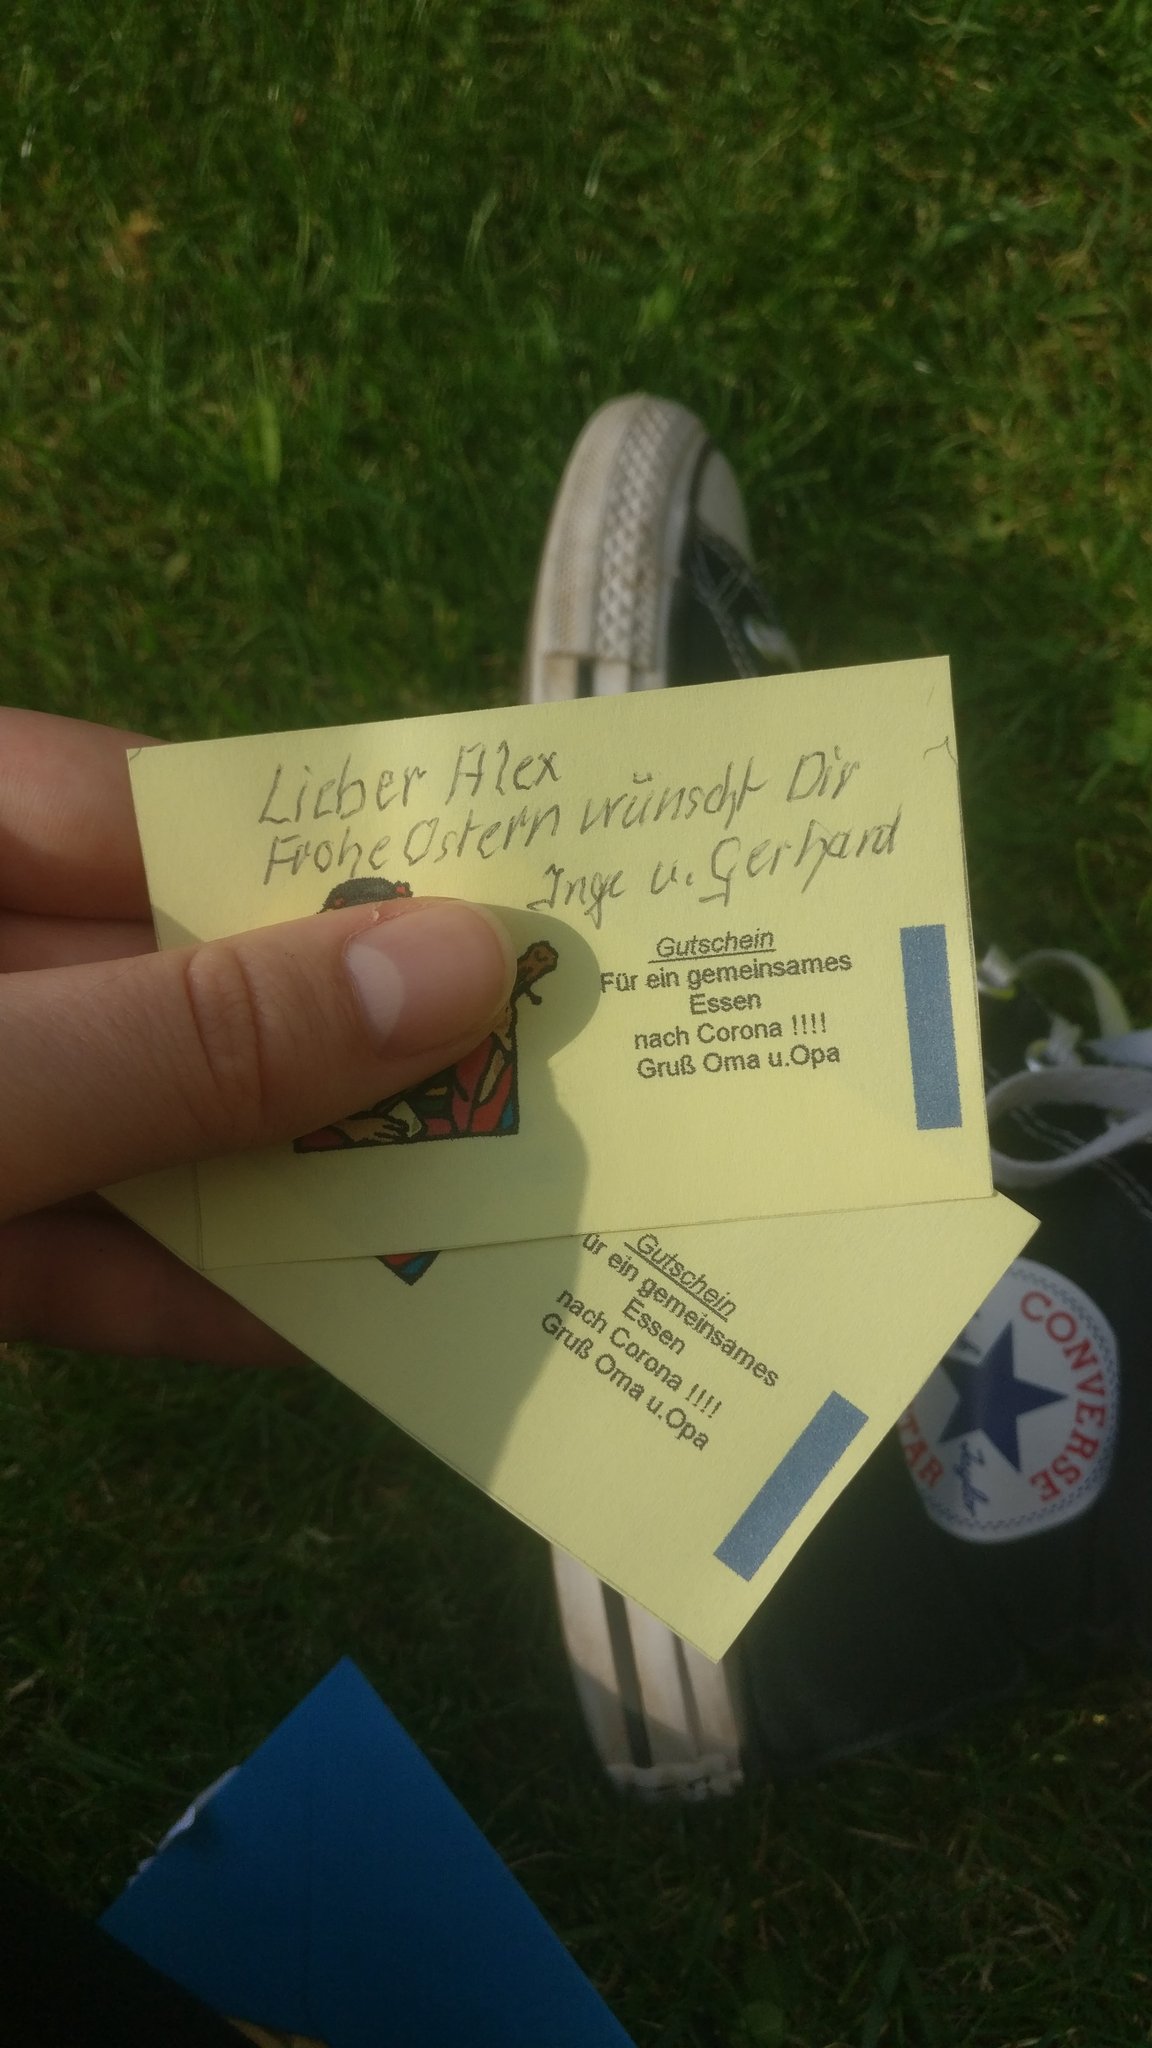 Lieber Alex
Frohe Ostern wünscht Dir
Inge u. Gerhard
Gutschein
Für ein gemeinsames
Essen
nach Corona !!!!
Gruß Oma u.Opa
Gutschein
ür ein gemeinsames
Essen
nach Corona !!!!
Gruß Oma u.Opa
CONVERSE
A
TAR